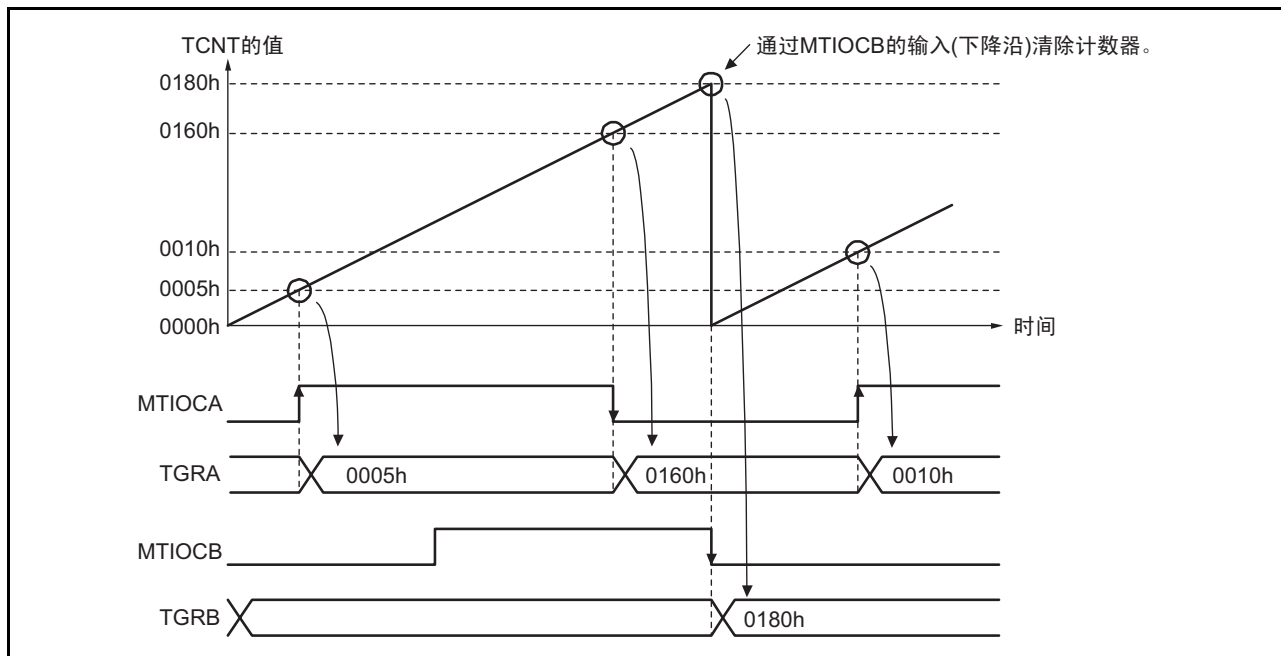 TCNT的值
通过MTIOCB的输入(下降沿)清除计数器。
0180h
0160h
0010h
0005h
0000h
时间
MTIOCA
TGRA
0005h
0160h
0010h
MTIOCB
TGRB
0180h